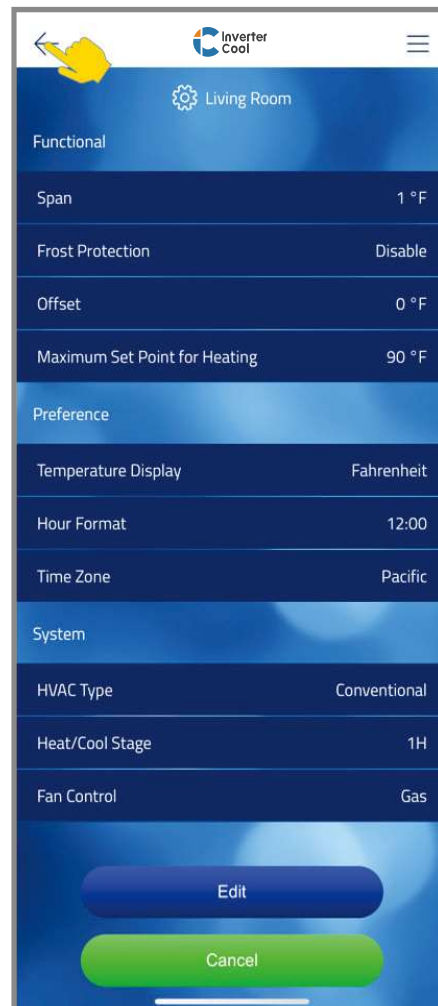 Inverter
Cool
Living Room
Functional
Span 1 °F
Frost Protection Disable
Offset 0 °F
Maximum Set Point for Heating 90 °F
Preference
Temperature Display Fahrenheit
Hour Format 12:00
Time Zone Pacific
System
HVAC Type Conventional
Heat/Cool Stage 1H
Fan Control Gas
Edit
Cancel